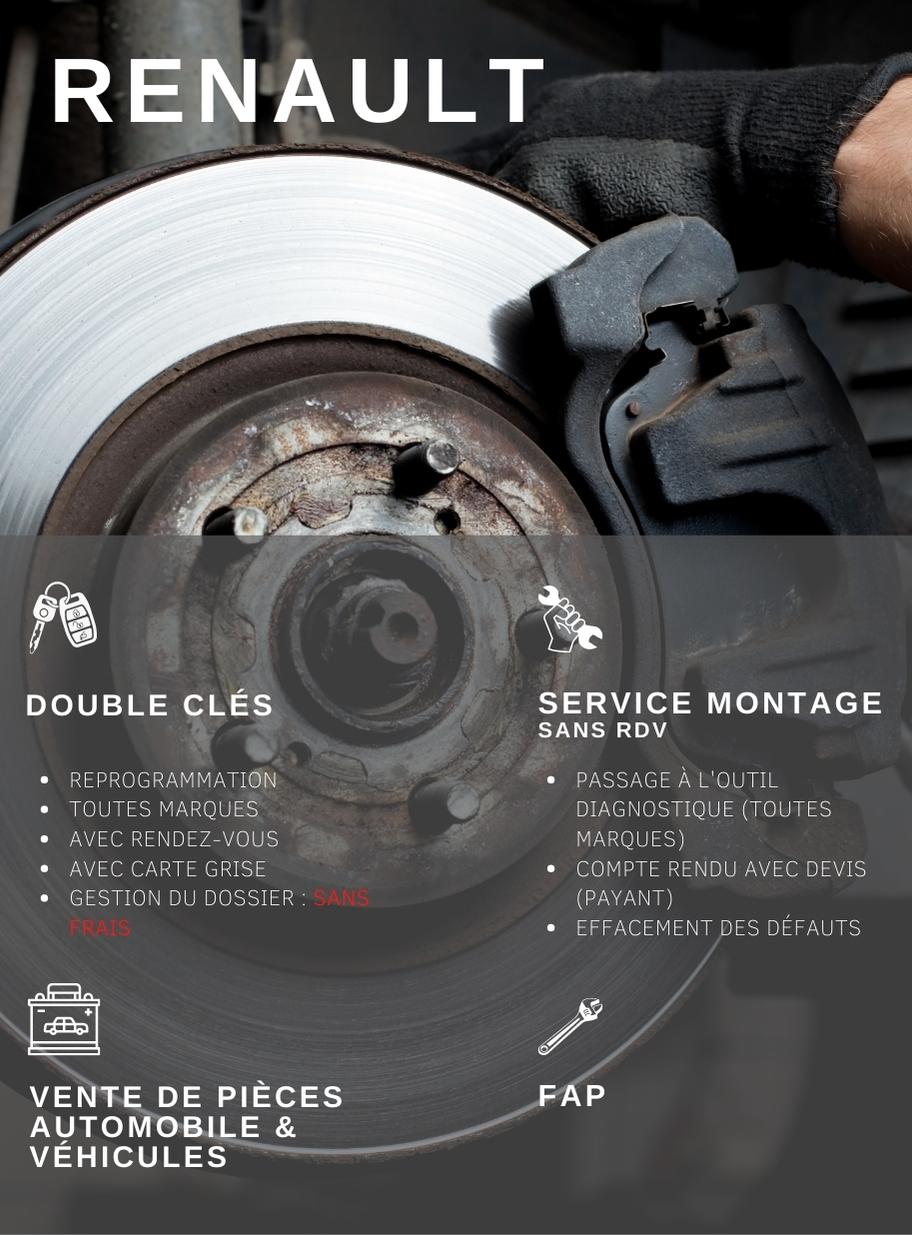 RENAULT
DOUBLE CLÉS
• REPROGRAMMATION
• TOUTES MARQUES
• AVEC RENDEZ-VOUS
• AVEC CARTE GRISE
• GESTION DU DOSSIER : SANS
FRAIS
SERVICE MONTAGE
SANS RDV
• PASSAGE À L'OUTIL
DIAGNOSTIQUE (TOUTES
MARQUES)
• COMPTE RENDU AVEC DEVIS
(PAYANT)
• EFFACEMENT DES DÉFAUTS
VENTE DE PIÈCES
AUTOMOBILE &
VÉHICULES
FAP